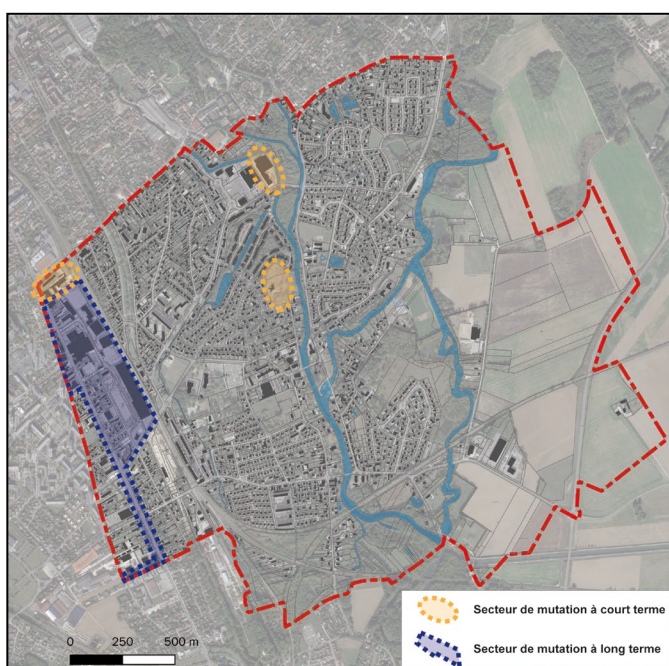 Secteur de mutation à court terme
Secteur de mutation à long terme
0 250 500 m